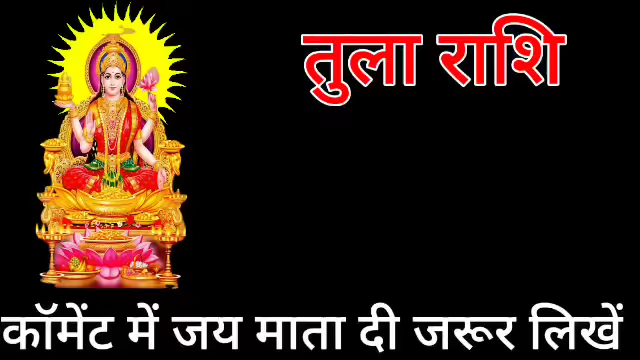 तुला राशि
कॉमेंट में जय माता दी जरूर लिखें